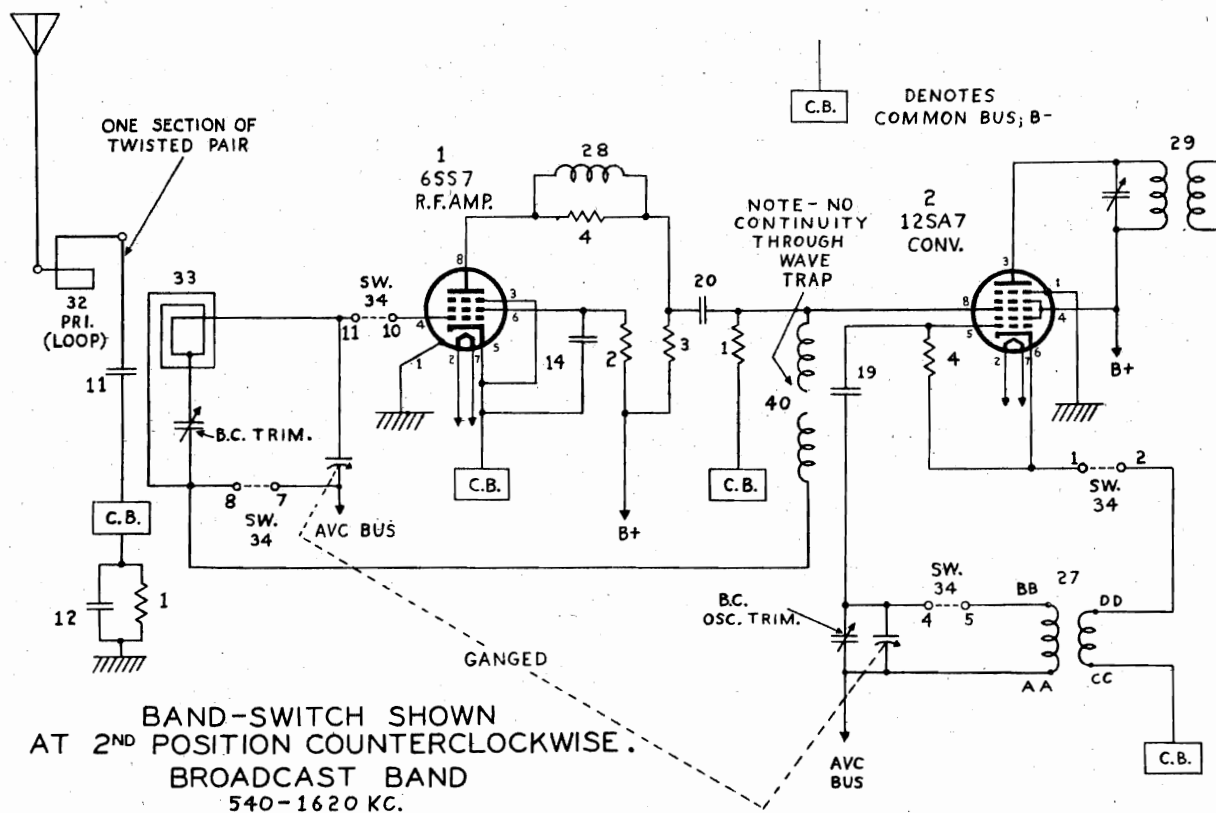 C.B.
DENOTES
COMMON BUS; B-
ONE SECTION OF
TWISTED PAIR
1
6SS7
R.F. AMP.
28
4
NOTE - NO
CONTINUITY
THROUGH
WAVE
TRAP
2
12SA7
CONV.
29
33
32
PRI.
(LOOP)
SW.
34
11 10
8
3
6
4
5
1
2 7
20
3
1
8
4
5
6
2 7
11
14
2
3
1
40
19
4
B+
B.C. TRIM.
C.B.
8 7
SW.
34
AVC BUS
C.B.
B+
C.B.
1 2
SW.
34
12
1
GANGED
B.C.
OSC. TRIM.
SW.
34
4 5
BB
27
DD
AA
CC
AVC
BUS
C.B.
BAND-SWITCH SHOWN
AT 2ND POSITION COUNTERCLOCKWISE.
BROADCAST BAND
540-1620 KC.